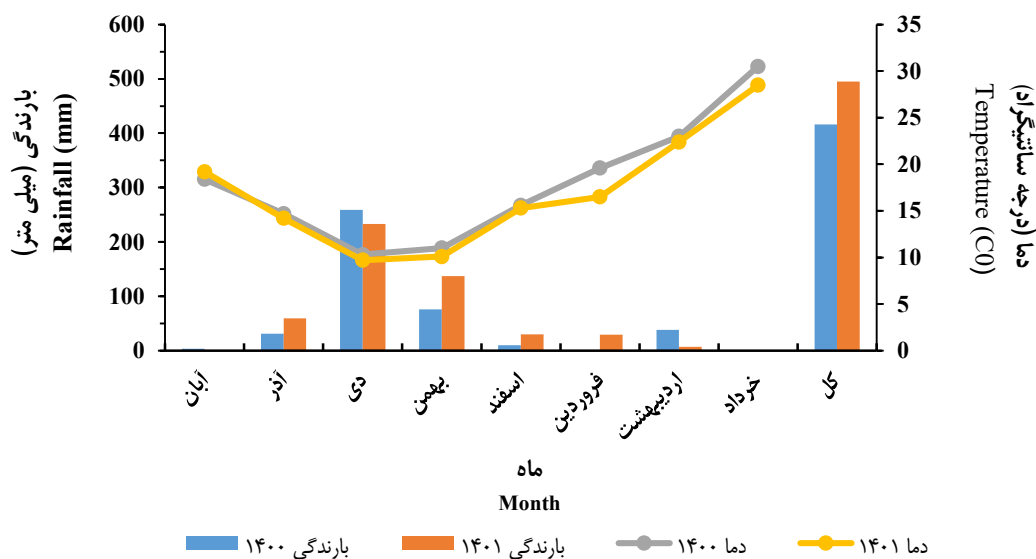 بارندگی (میلی متر)
Rainfall (mm)
600
500
400
300
200
100
0
35
30
25
20
15
10
5
0
دما (درجه سانتیگراد)
Temperature (C0)
آبان
آذر
دی
بهمن
اسفند
فروردین
اردیبهشت
خرداد
کل
ماه
Month
بارندگی ۱۴۰۰
بارندگی ۱۴۰۱
دما ۱۴۰۰
دما ۱۴۰۱